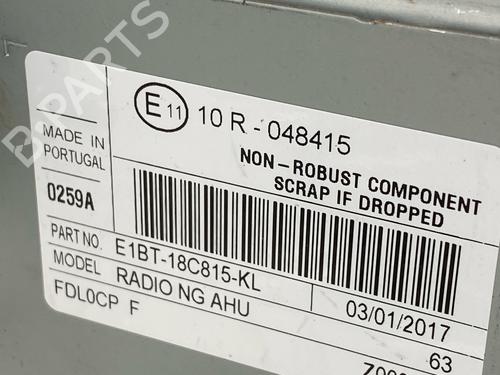 E11 10 R - 048415
MADE IN
PORTUGAL
NON-ROBUST COMPONENT
SCRAP IF DROPPED
0259A
PART NO. E1BT-18C815-KL
MODEL RADIO NG AHU
03/01/2017
FDL0CP F
63
B-PARTS